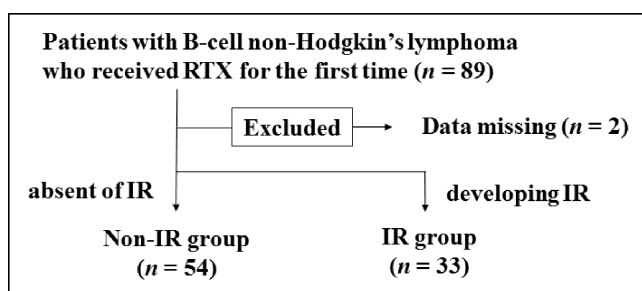 Patients with B-cell non-Hodgkin's lymphoma
who received RTX for the first time (n = 89)
Excluded
Data missing (n = 2)
absent of IR
developing IR
Non-IR group
(n = 54)
IR group
(n = 33)